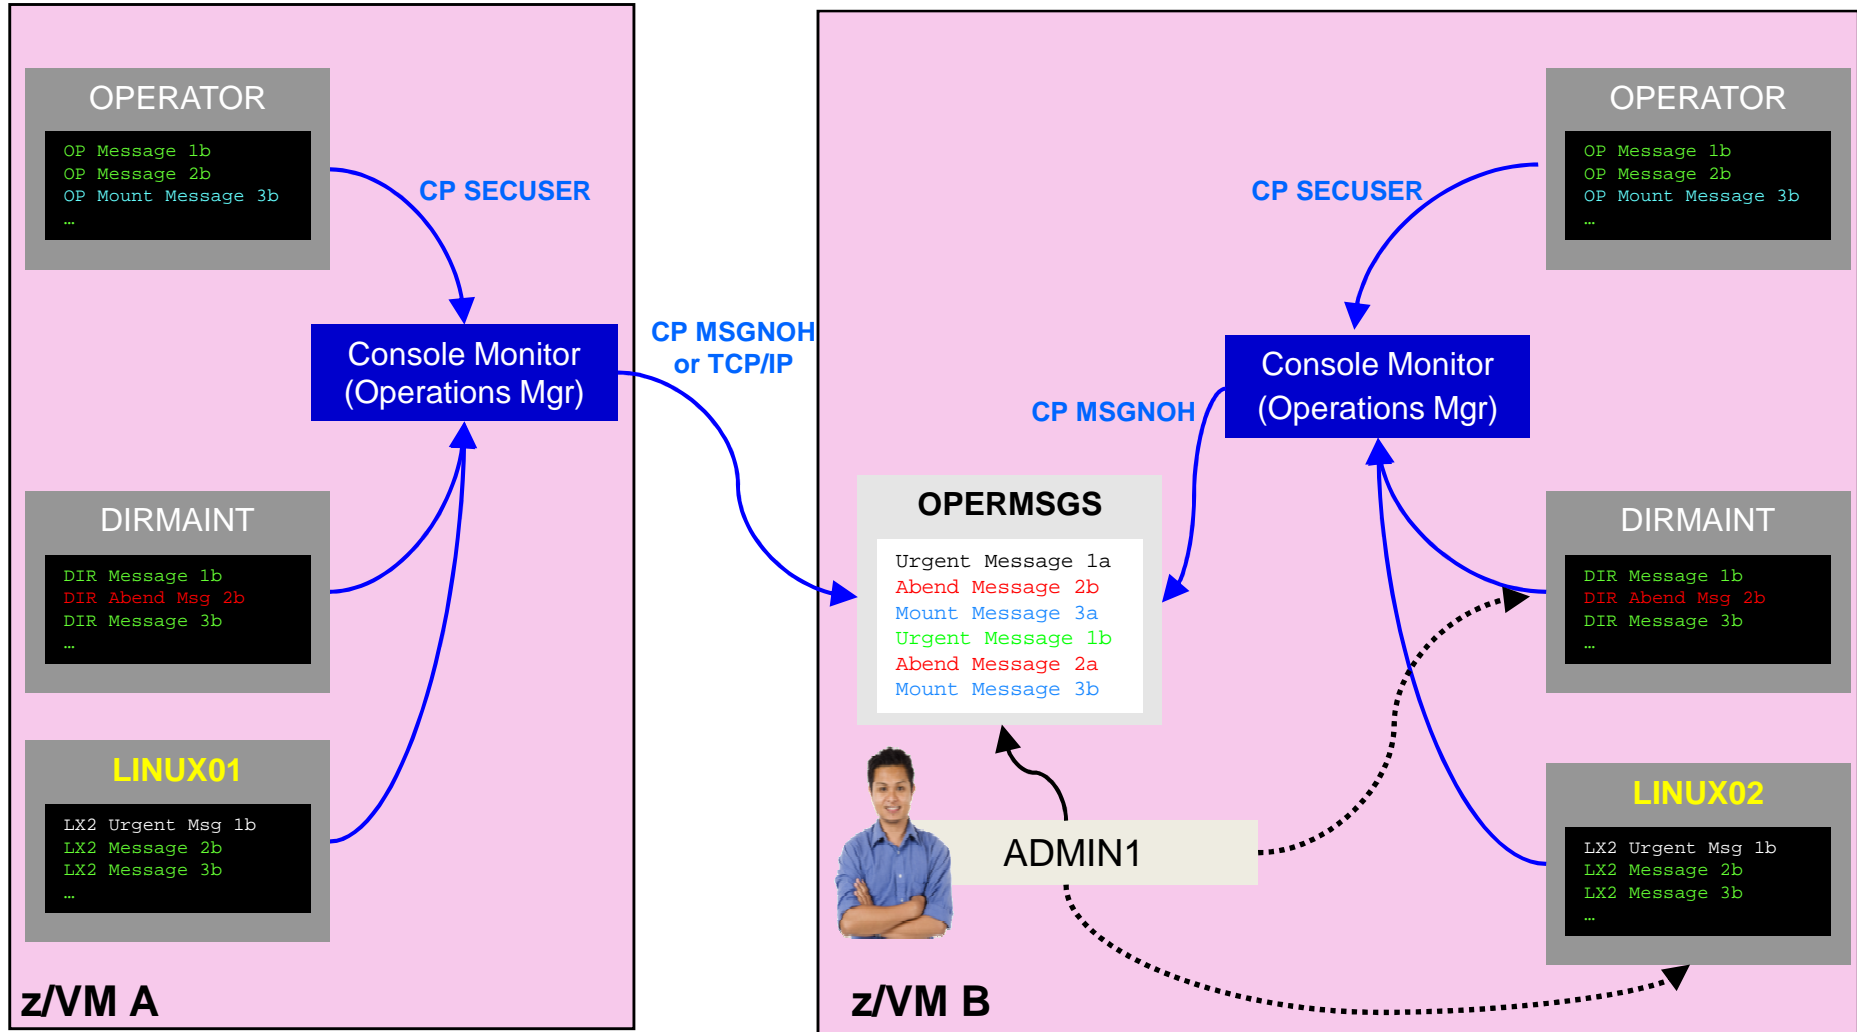 OPERATOR
OP Message 1b
OP Message 2b
OP Mount Message 3b
…
CP SECUSER
Console Monitor
(Operations Mgr)
DIRMAINT
DIR Message 1b
DIR Abend Msg 2b
DIR Message 3b
…
LINUX01
LX2 Urgent Msg 1b
LX2 Message 2b
LX2 Message 3b
…
z/VM A
CP MSGNOH
or TCP/IP
OPERATOR
OP Message 1b
OP Message 2b
OP Mount Message 3b
…
CP SECUSER
Console Monitor
(Operations Mgr)
CP MSGNOH
OPERMSGS
Urgent Message 1a
Abend Message 2b
Mount Message 3a
Urgent Message 1b
Abend Message 2a
Mount Message 3b
DIRMAINT
DIR Message 1b
DIR Abend Msg 2b
DIR Message 3b
…
ADMIN1
LINUX02
LX2 Urgent Msg 1b
LX2 Message 2b
LX2 Message 3b
…
z/VM B